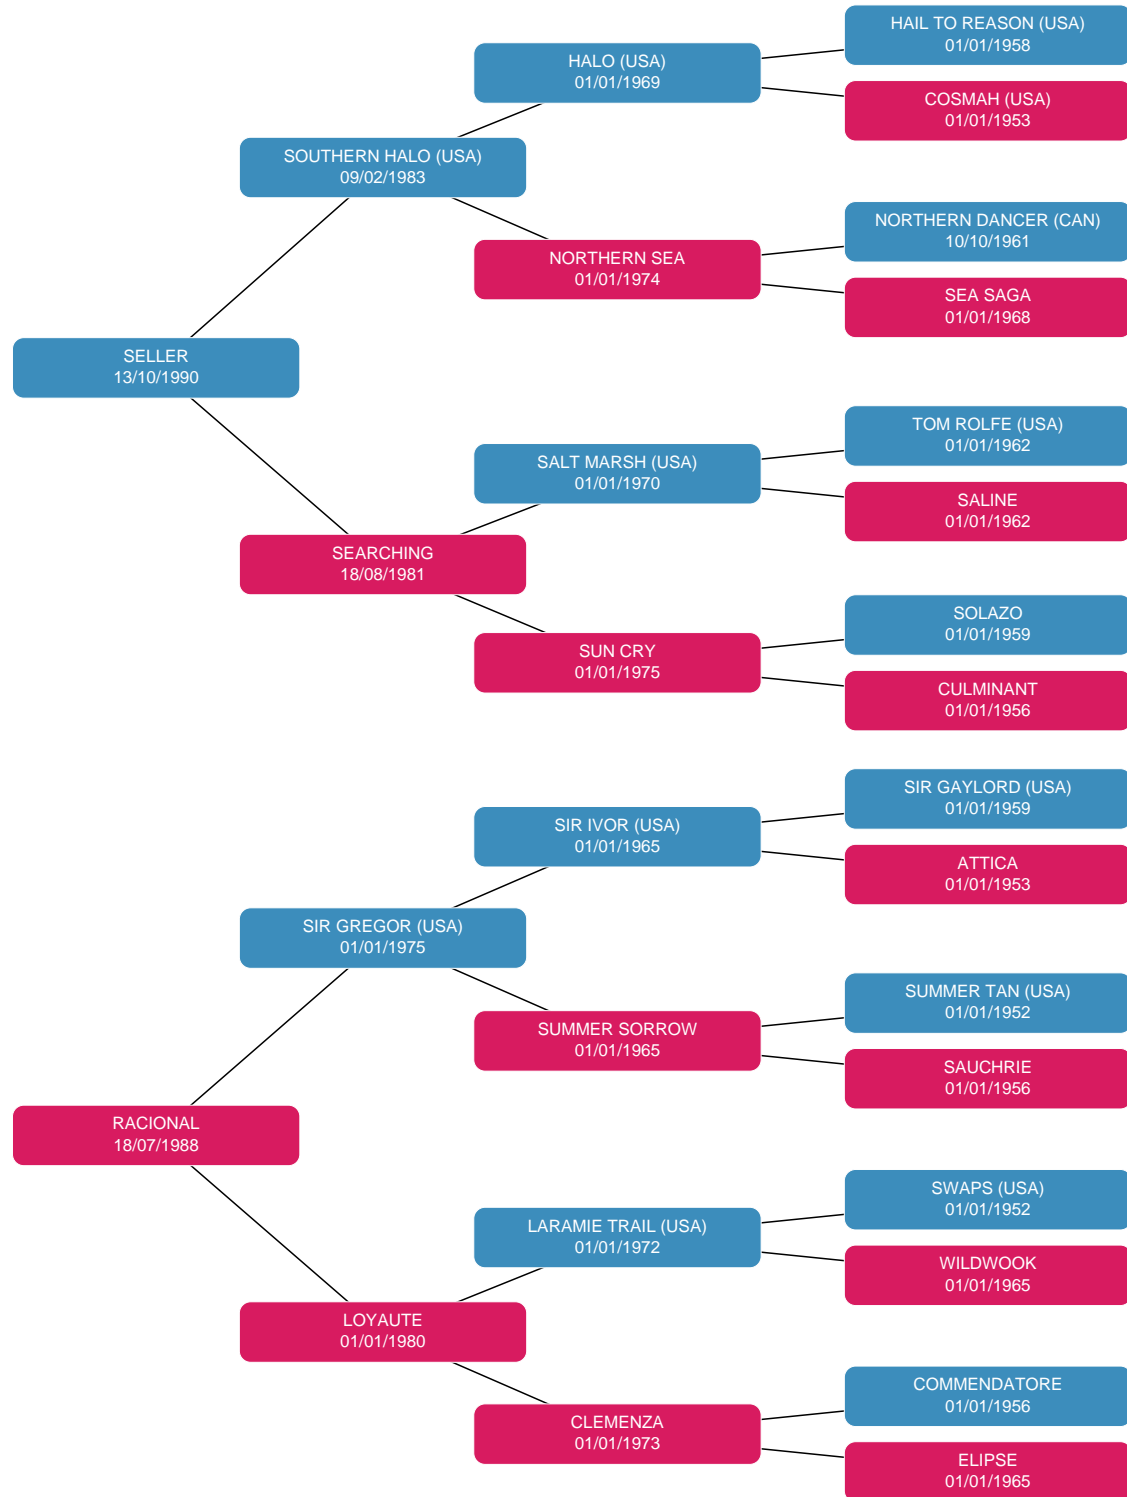 HAIL TO REASON (USA)
01/01/1958
HALO (USA)
01/01/1969
COSMAH (USA)
01/01/1953
SOUTHERN HALO (USA)
09/02/1983
NORTHERN DANCER (CAN)
10/10/1961
NORTHERN SEA
01/01/1974
SEA SAGA
01/01/1968
SELLER
13/10/1990
TOM ROLFE (USA)
01/01/1962
SALT MARSH (USA)
01/01/1970
SALINE
01/01/1962
SEARCHING
18/08/1981
SOLAZO
01/01/1959
SUN CRY
01/01/1975
CULMINANT
01/01/1956
SIR GAYLORD (USA)
01/01/1959
SIR IVOR (USA)
01/01/1965
ATTICA
01/01/1953
SIR GREGOR (USA)
01/01/1975
SUMMER TAN (USA)
01/01/1952
SUMMER SORROW
01/01/1965
SAUCHRIE
01/01/1956
RACIONAL
18/07/1988
SWAPS (USA)
01/01/1952
LARAMIE TRAIL (USA)
01/01/1972
WILDWOOK
01/01/1965
LOYAUTE
01/01/1980
COMMENDATORE
01/01/1956
CLEMENZA
01/01/1973
ELIPSE
01/01/1965